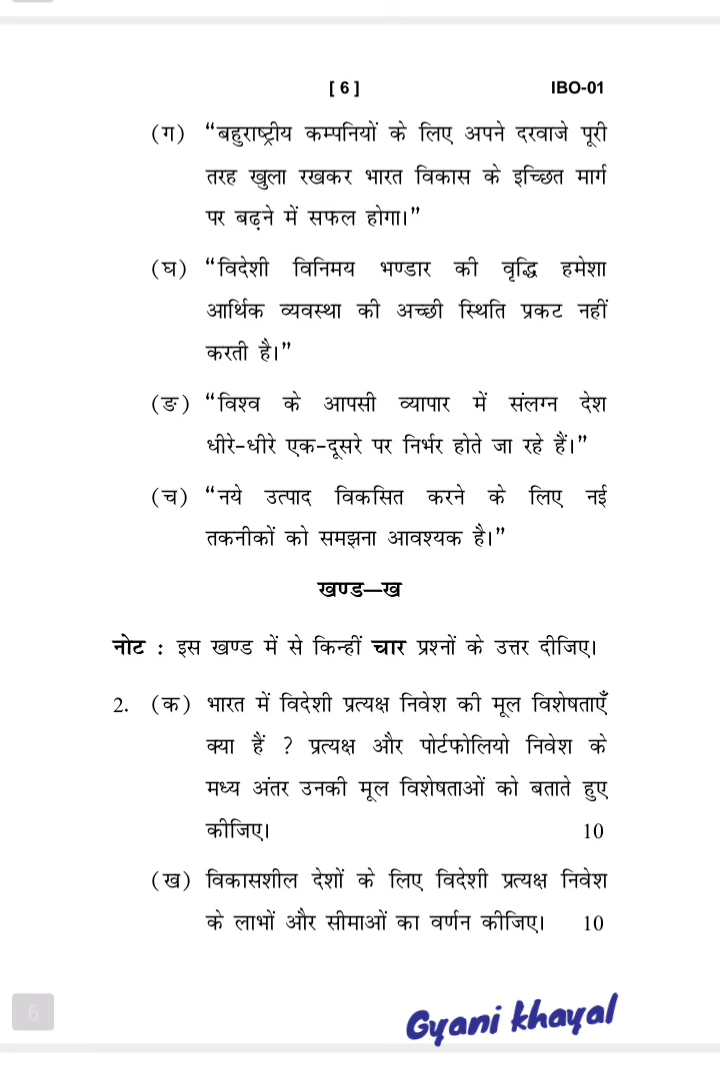 [ 6 ] IBO-01
(ग) “बहुराष्ट्रीय कम्पनियों के लिए अपने दरवाजे पूरी
तरह खुला रखकर भारत विकास के इच्छित मार्ग
पर बढ़ने में सफल होगा।”
(घ) “विदेशी विनिमय भण्डार की वृद्धि हमेशा
आर्थिक व्यवस्था की अच्छी स्थिति प्रकट नहीं
करती है।”
(ङ) “विश्व के आपसी व्यापार में संलग्न देश
धीरे-धीरे एक-दूसरे पर निर्भर होते जा रहे हैं।”
(च) “नये उत्पाद विकसित करने के लिए नई
तकनीकों को समझना आवश्यक है।”
खण्ड—ख
नोट : इस खण्ड में से किन्हीं चार प्रश्नों के उत्तर दीजिए।
2. (क) भारत में विदेशी प्रत्यक्ष निवेश की मूल विशेषताएँ
क्या हैं ? प्रत्यक्ष और पोर्टफोलियो निवेश के
मध्य अंतर उनकी मूल विशेषताओं को बताते हुए
कीजिए। 10
(ख) विकासशील देशों के लिए विदेशी प्रत्यक्ष निवेश
के लाभों और सीमाओं का वर्णन कीजिए। 10
6
Gyani khayal